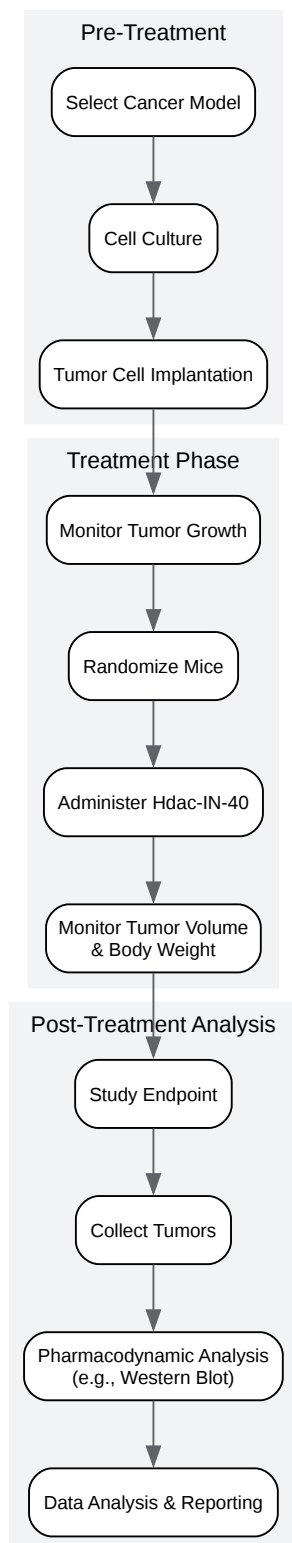 Pre-Treatment
Select Cancer Model
Cell Culture
Tumor Cell Implantation
Treatment Phase
Monitor Tumor Growth
Randomize Mice
Administer Hdac-IN-40
Monitor Tumor Volume
& Body Weight
Post-Treatment Analysis
Study Endpoint
Collect Tumors
Pharmacodynamic Analysis
(e.g., Western Blot)
Data Analysis & Reporting